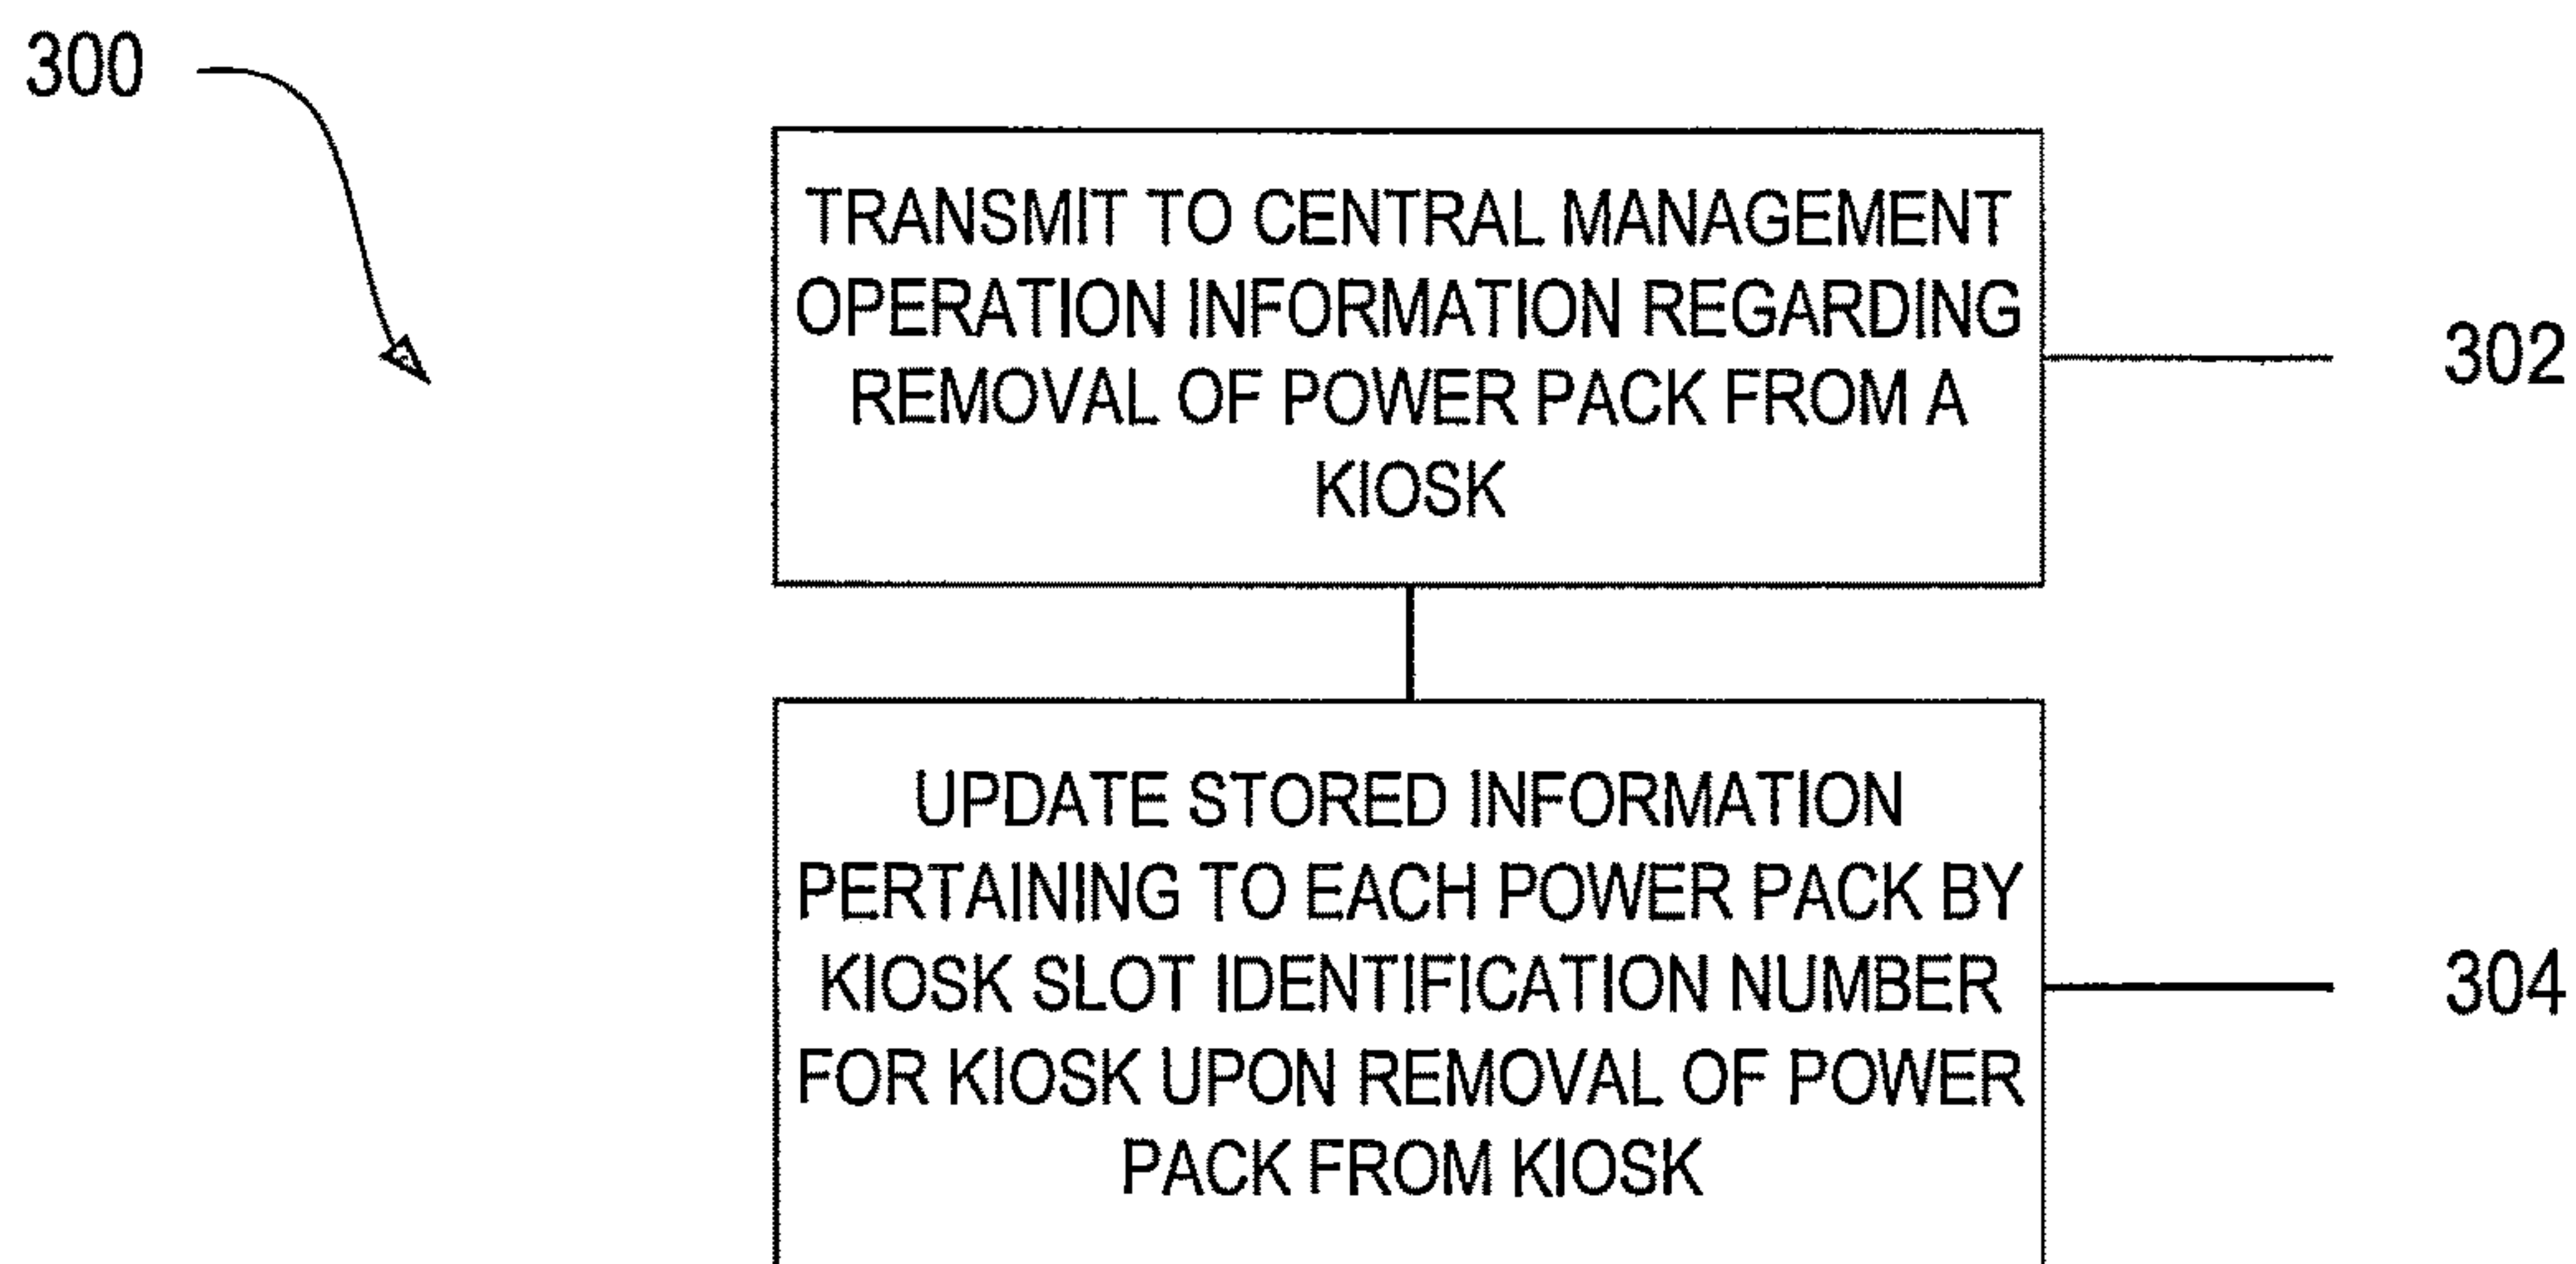 300
TRANSMIT TO CENTRAL MANAGEMENT
OPERATION INFORMATION REGARDING
REMOVAL OF POWER PACK FROM A
KIOSK
302
UPDATE STORED INFORMATION
PERTAINING TO EACH POWER PACK BY
KIOSK SLOT IDENTIFICATION NUMBER
FOR KIOSK UPON REMOVAL OF POWER
PACK FROM KIOSK
304